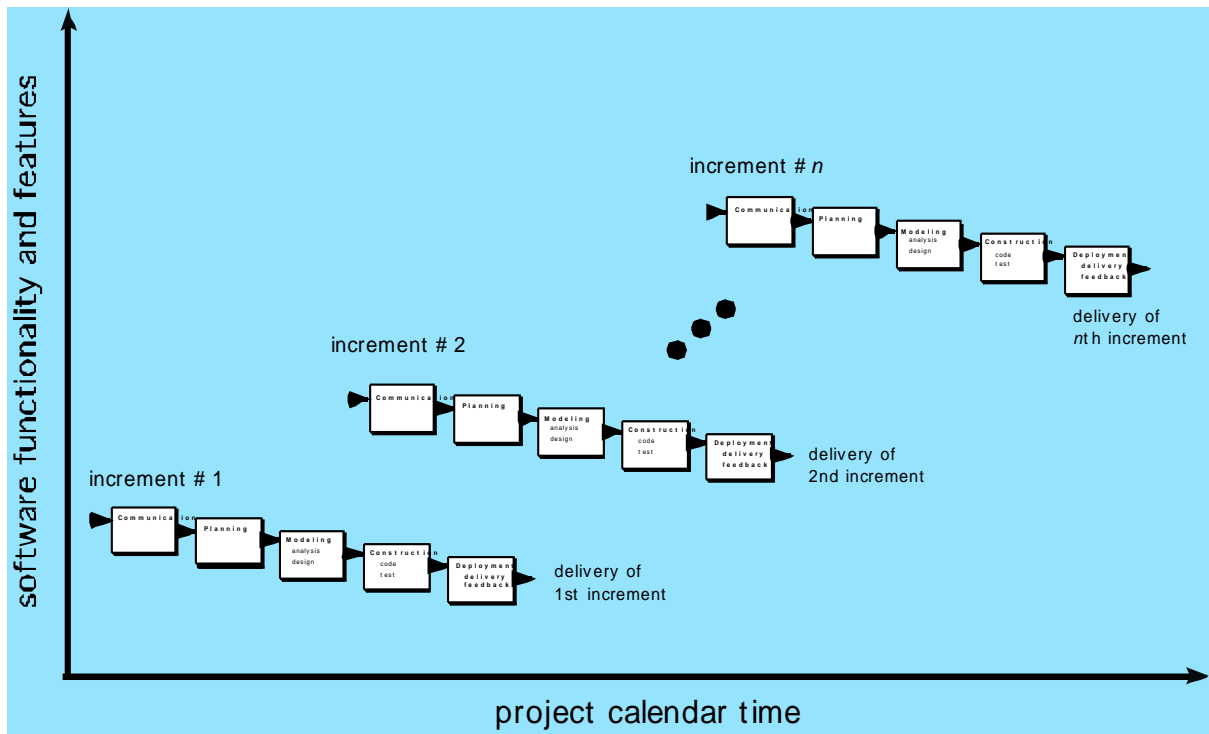 software functionality and features
increment # n
Communication
Planning
Modeling
analysis
design
Construction
code
test
Deployment
delivery
feedback
delivery of
nth increment
increment # 2
Communication
Planning
Modeling
analysis
design
Construction
code
test
Deployment
delivery
feedback
delivery of
2nd increment
increment # 1
Communication
Planning
Modeling
analysis
design
Construction
code
test
Deployment
delivery
feedback
delivery of
1st increment
project calendar time